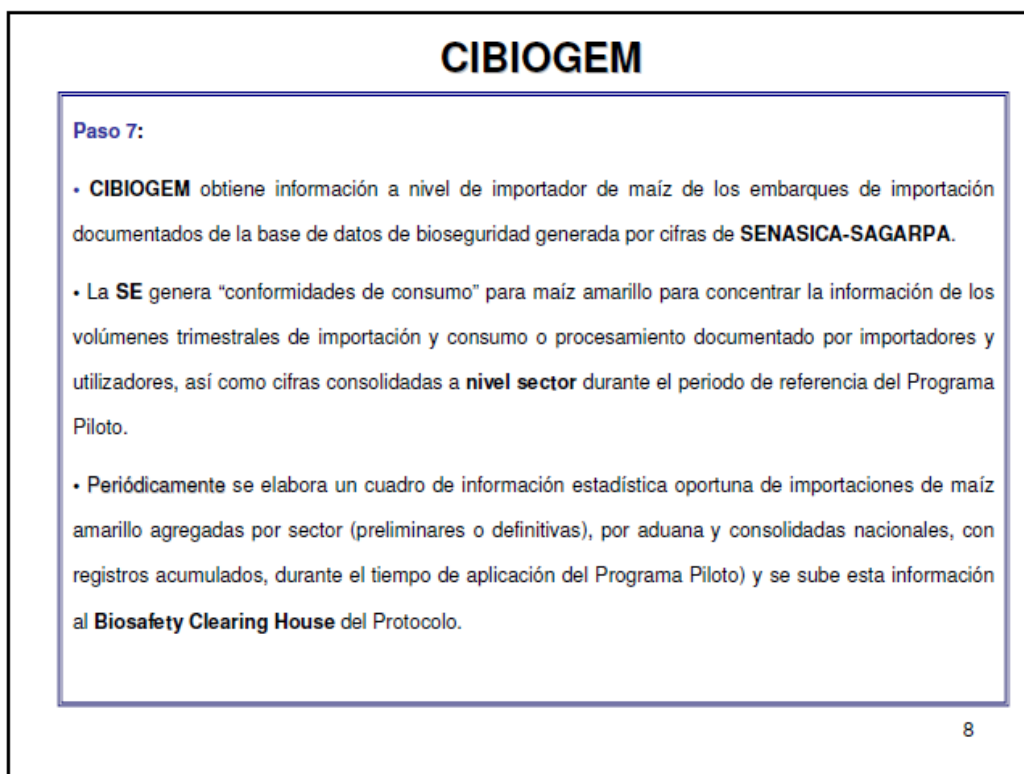 CIBIOGEM
Paso 7:
• CIBIOGEM obtiene información a nivel de importador de maíz de los embarques de importación
documentados de la base de datos de bioseguridad generada por cifras de SENASICA-SAGARPA.
• La SE genera “conformidades de consumo” para maíz amarillo para concentrar la información de los
volúmenes trimestrales de importación y consumo o procesamiento documentado por importadores y
utilizadores, así como cifras consolidadas a nivel sector durante el periodo de referencia del Programa
Piloto.
• Periódicamente se elabora un cuadro de información estadística oportuna de importaciones de maíz
amarillo agregadas por sector (preliminares o definitivas), por aduana y consolidadas nacionales, con
registros acumulados, durante el tiempo de aplicación del Programa Piloto) y se sube esta información
al Biosafety Clearing House del Protocolo.
8